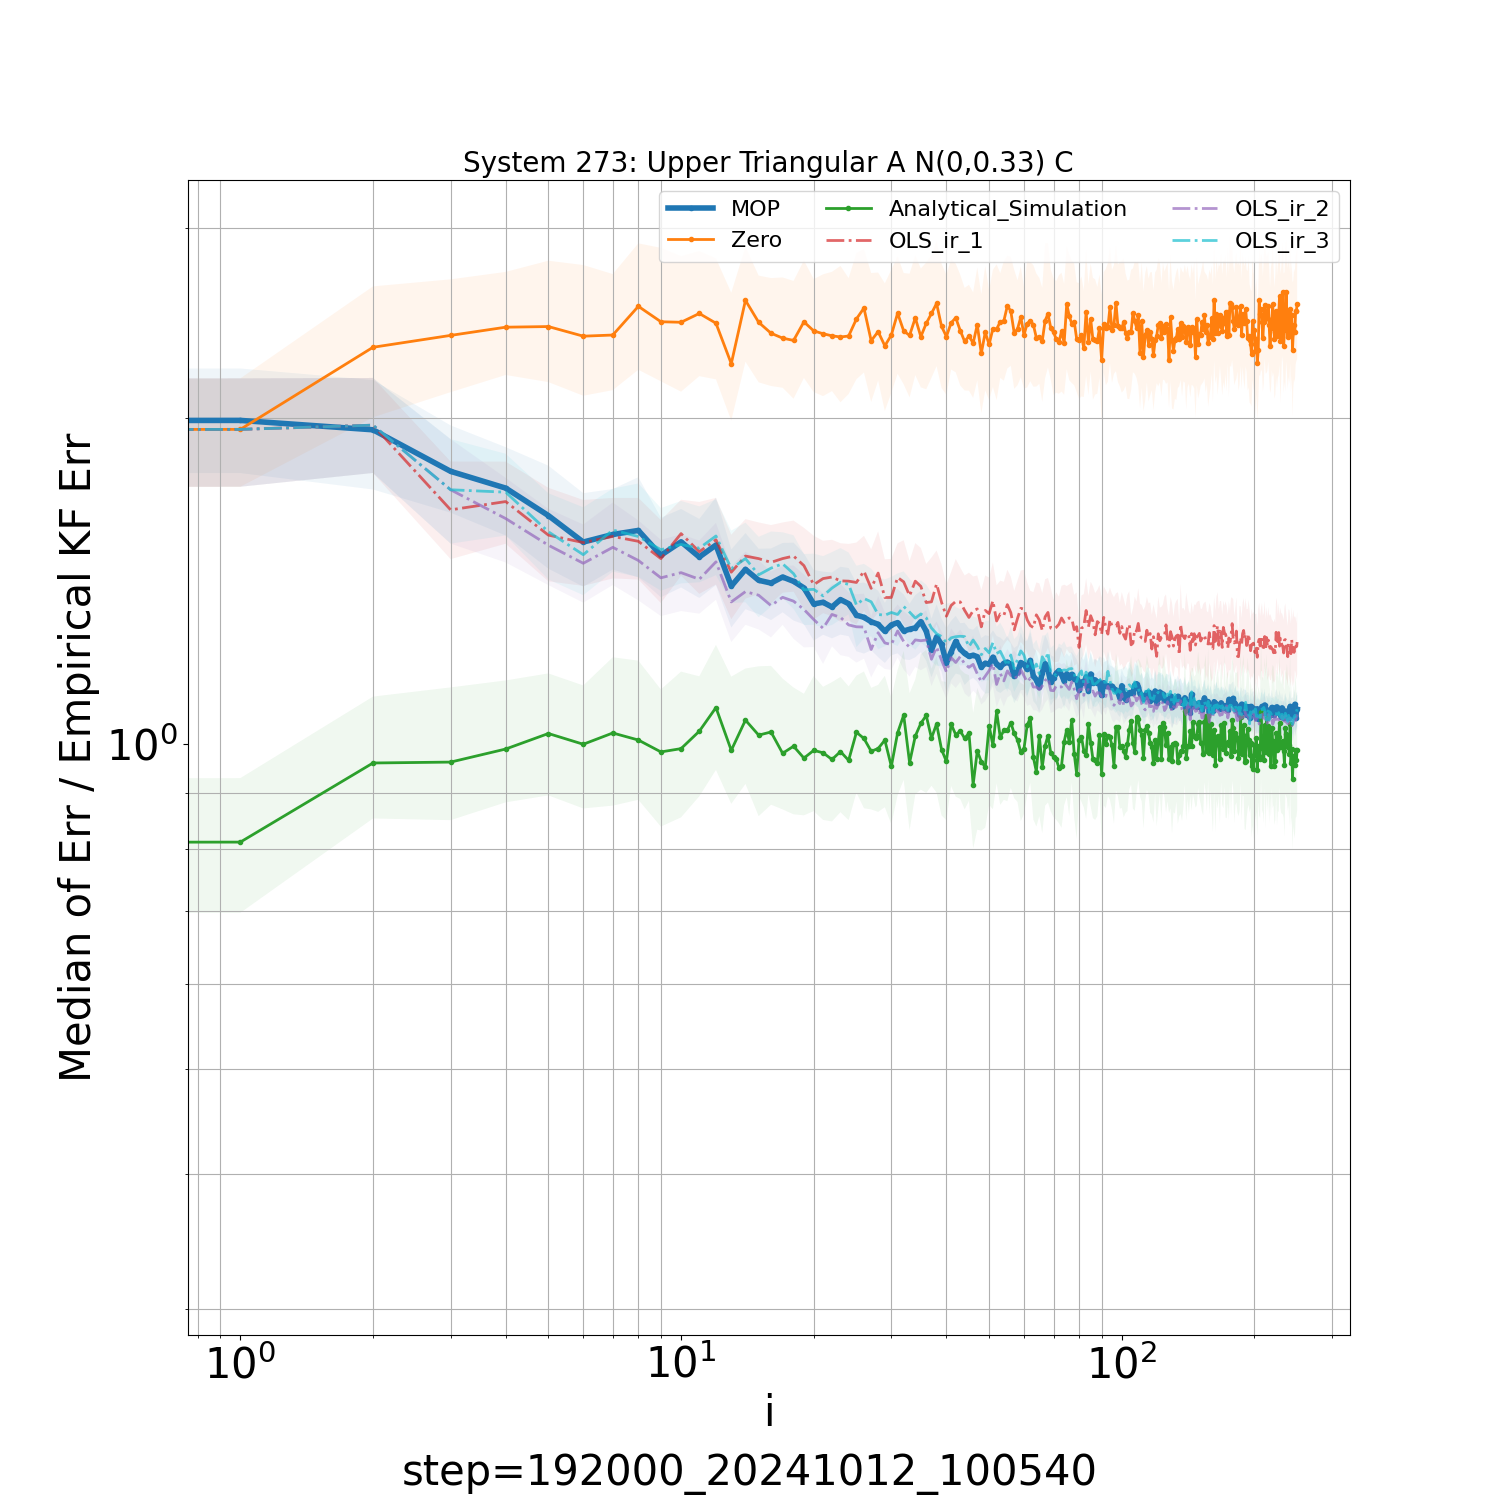 System 273: Upper Triangular A N(0,0.33) C
MOP
Zero
Analytical_Simulation
OLS_ir_1
OLS_ir_2
OLS_ir_3
Median of Err / Empirical KF Err
10⁰
10⁰ 10¹ 10²
i
step=192000_20241012_100540